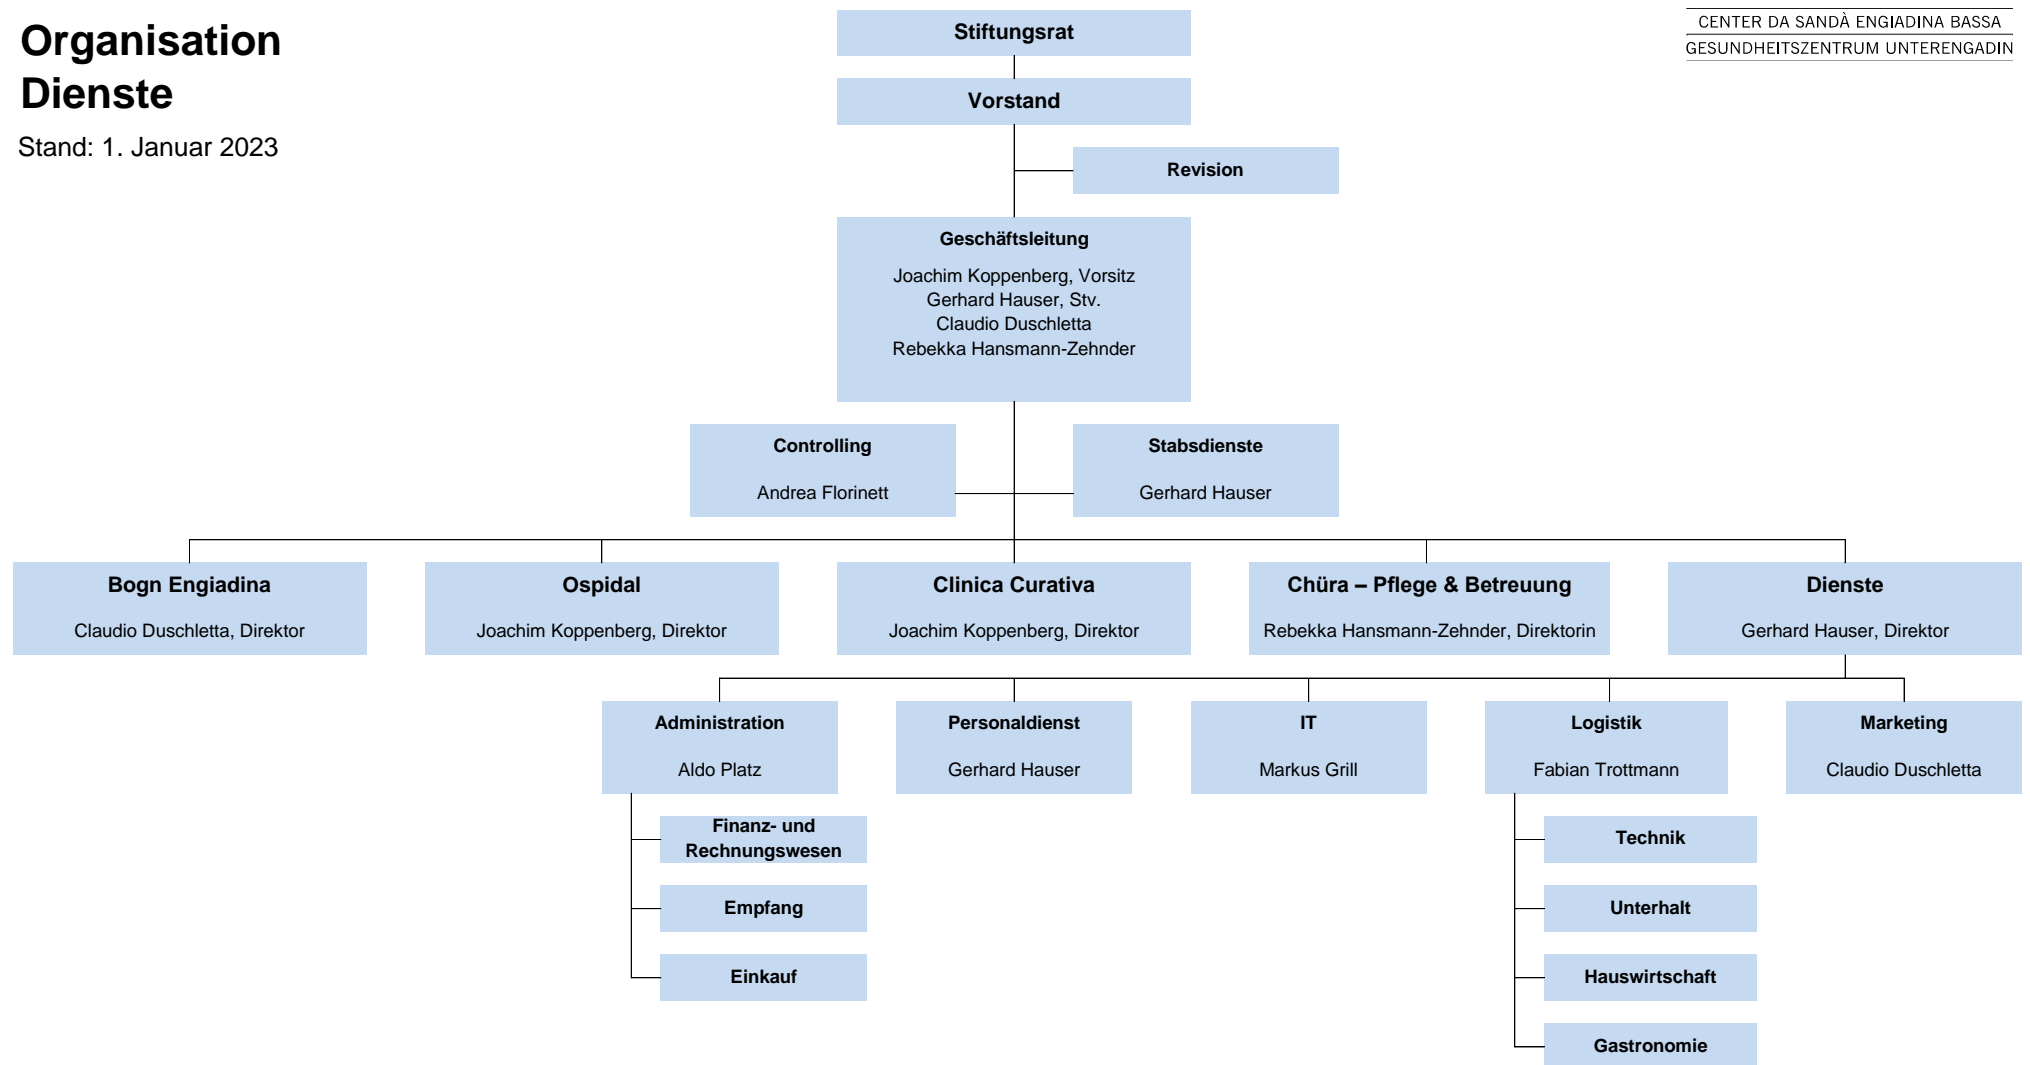 Organisation
Dienste
Stand: 1. Januar 2023
CENTER DA SANDÀ ENGIADINA BASSA
GESUNDHEITSZENTRUM UNTERENGADIN
Stiftungsrat
Vorstand
Revision
Geschäftsleitung
Joachim Koppenberg, Vorsitz
Gerhard Hauser, Stv.
Claudio Duschletta
Rebekka Hansmann-Zehnder
Controlling
Andrea Florinett
Stabsdienste
Gerhard Hauser
Bogn Engiadina
Claudio Duschletta, Direktor
Ospidal
Joachim Koppenberg, Direktor
Clinica Curativa
Joachim Koppenberg, Direktor
Chüra – Pflege & Betreuung
Rebekka Hansmann-Zehnder, Direktorin
Dienste
Gerhard Hauser, Direktor
Administration
Aldo Platz
Personaldienst
Gerhard Hauser
IT
Markus Grill
Logistik
Fabian Trottmann
Marketing
Claudio Duschletta
Finanz- und
Rechnungswesen
Empfang
Einkauf
Technik
Unterhalt
Hauswirtschaft
Gastronomie